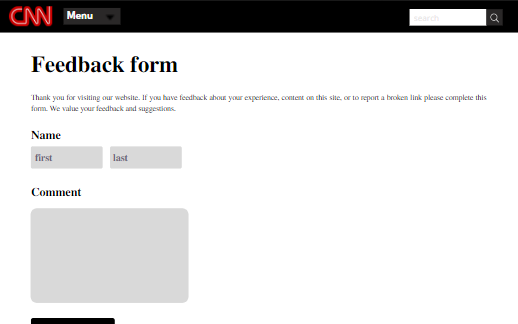 CNN Menu search
Feedback form
Thank you for visiting our website. If you have feedback about your experience, content on this site, or to report a broken link please complete this
form. We value your feedback and suggestions.
Name
first last
Comment